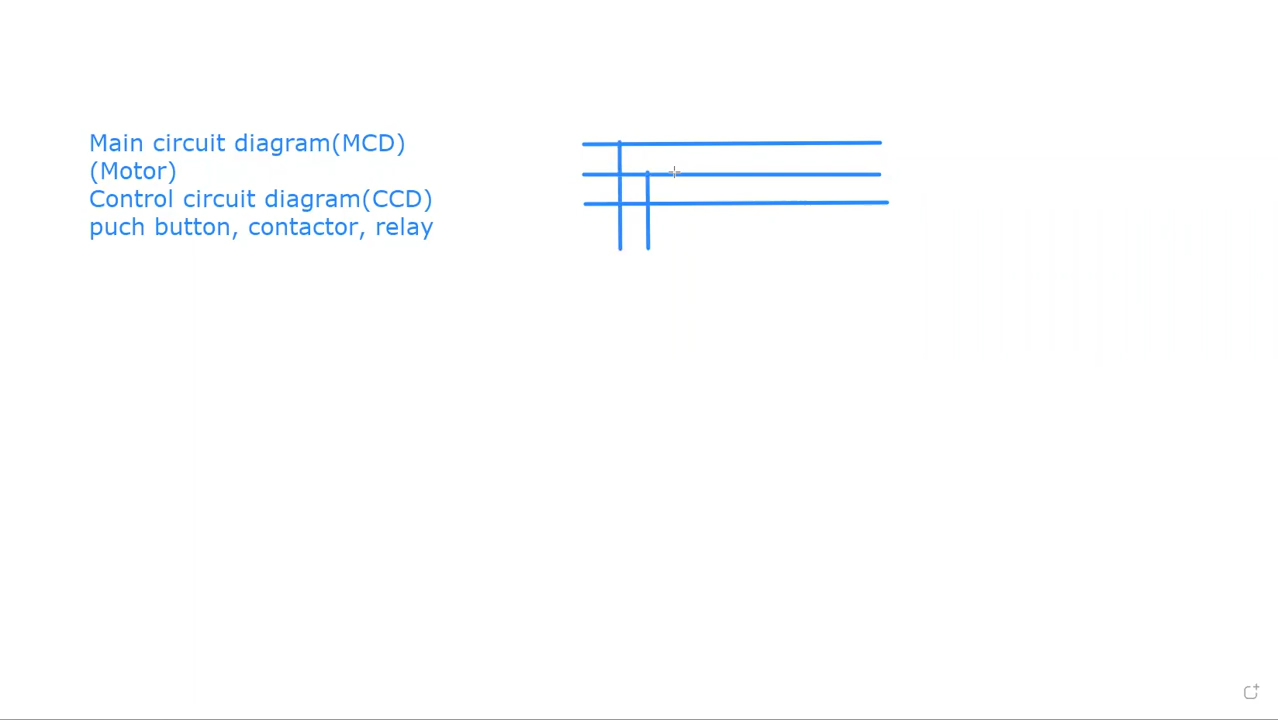 Main circuit diagram(MCD)
(Motor)
Control circuit diagram(CCD)
puch button, contactor, relay